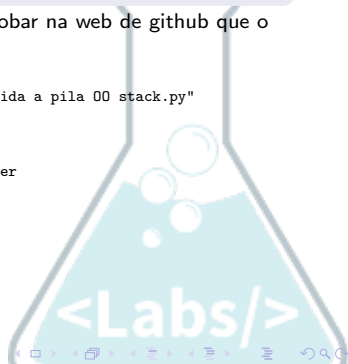 obar na web de github que o
ida a pila OO stack.py"
er
<Labs/>